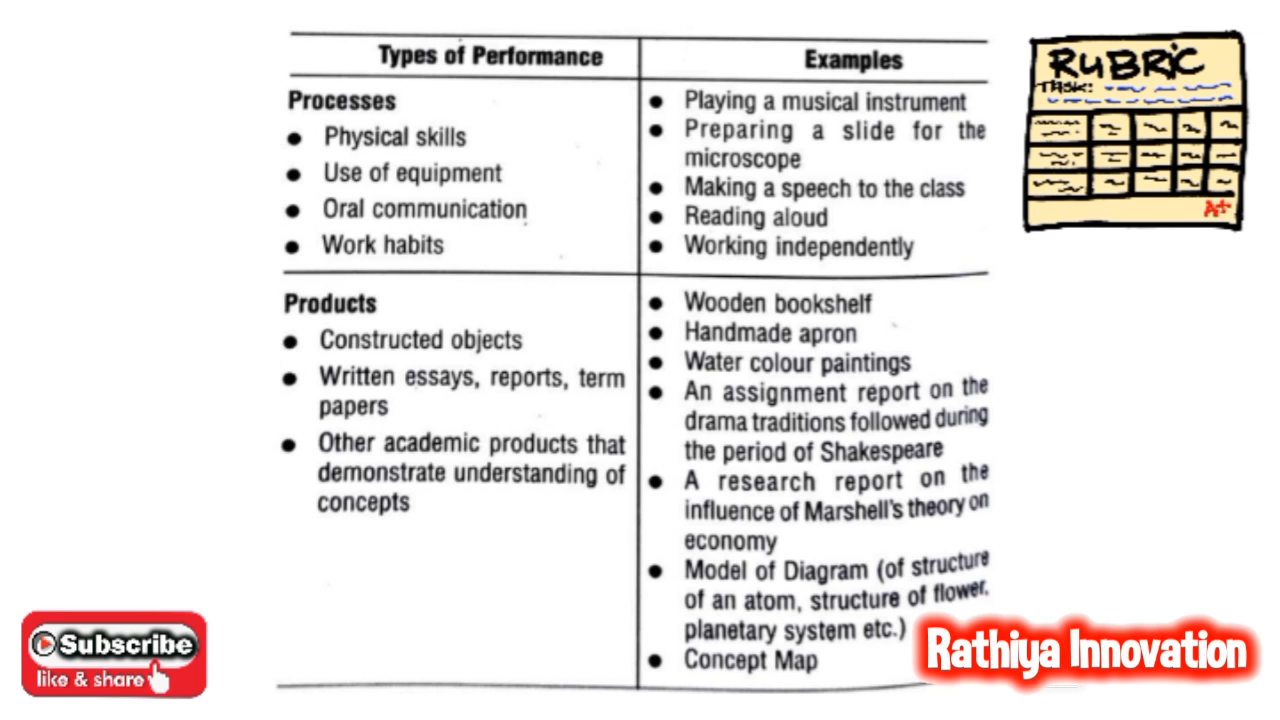 Types of Performance
Examples
Processes
● Physical skills
● Use of equipment
● Oral communication
● Work habits
● Playing a musical instrument
● Preparing a slide for the
microscope
● Making a speech to the class
● Reading aloud
● Working independently
Products
● Constructed objects
● Written essays, reports, term
papers
● Other academic products that
demonstrate understanding of
concepts
● Wooden bookshelf
● Handmade apron
● Water colour paintings
● An assignment report on the
drama traditions followed during
the period of Shakespeare
● A research report on the
influence of Marshell's theory on
economy
● Model of Diagram (of structure
of an atom, structure of flower,
planetary system etc.)
● Concept Map
RUBRIC
TASK:
A+
Subscribe
like & share
Rathiya Innovation